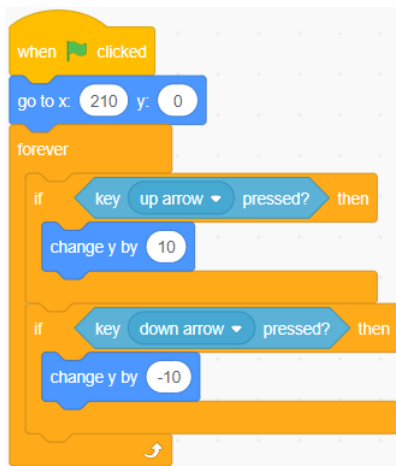 when clicked
go to x: 210 y: 0
forever
if key up arrow pressed? then
change y by 10
if key down arrow pressed? then
change y by -10